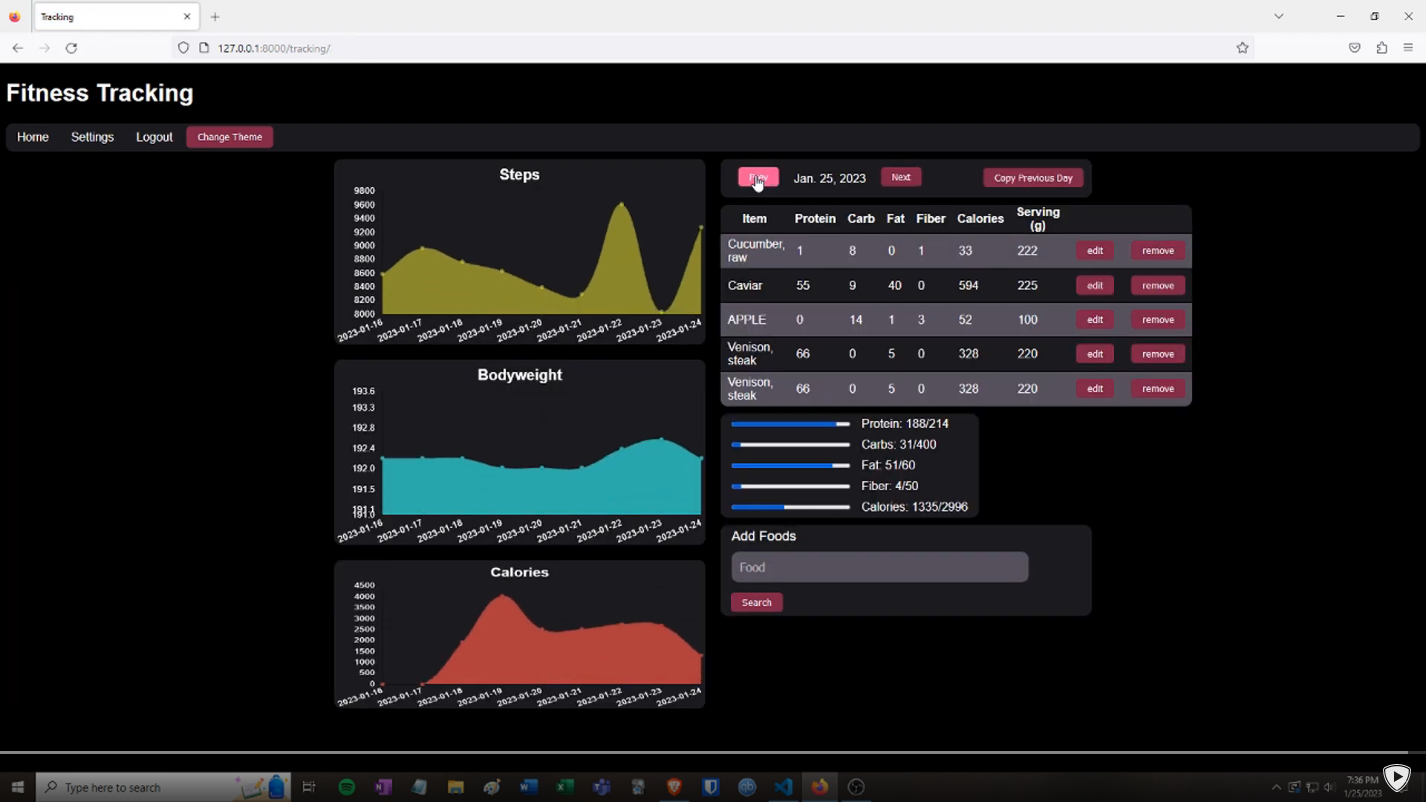 Tracking
127.0.0.1:8000/tracking/
Fitness Tracking
Home Settings Logout Change Theme
Steps
9800
9600
9400
9200
9000
8800
8600
8400
8200
8000
2023-01-16 2023-01-17 2023-01-18 2023-01-19 2023-01-20 2023-01-21 2023-01-22 2023-01-23 2023-01-24
Bodyweight
193.6
193.3
192.8
192.4
192.0
191.5
191.1
191.0
2023-01-16 2023-01-17 2023-01-18 2023-01-19 2023-01-20 2023-01-21 2023-01-22 2023-01-23 2023-01-24
Calories
4500
4000
3500
3000
2500
2000
1500
1000
500
0
2023-01-16 2023-01-17 2023-01-18 2023-01-19 2023-01-20 2023-01-21 2023-01-22 2023-01-23 2023-01-24
Jan. 25, 2023 Next Copy Previous Day
Item Protein Carb Fat Fiber Calories Serving (g)
Cucumber, raw 1 8 0 1 33 222 edit remove
Caviar 55 9 40 0 594 225 edit remove
APPLE 0 14 1 3 52 100 edit remove
Venison, steak 66 0 5 0 328 220 edit remove
Venison, steak 66 0 5 0 328 220 edit remove
Protein: 188/214
Carbs: 31/400
Fat: 51/60
Fiber: 4/50
Calories: 1335/2996
Add Foods
Food
Search
Type here to search
7:36 PM
1/25/2023